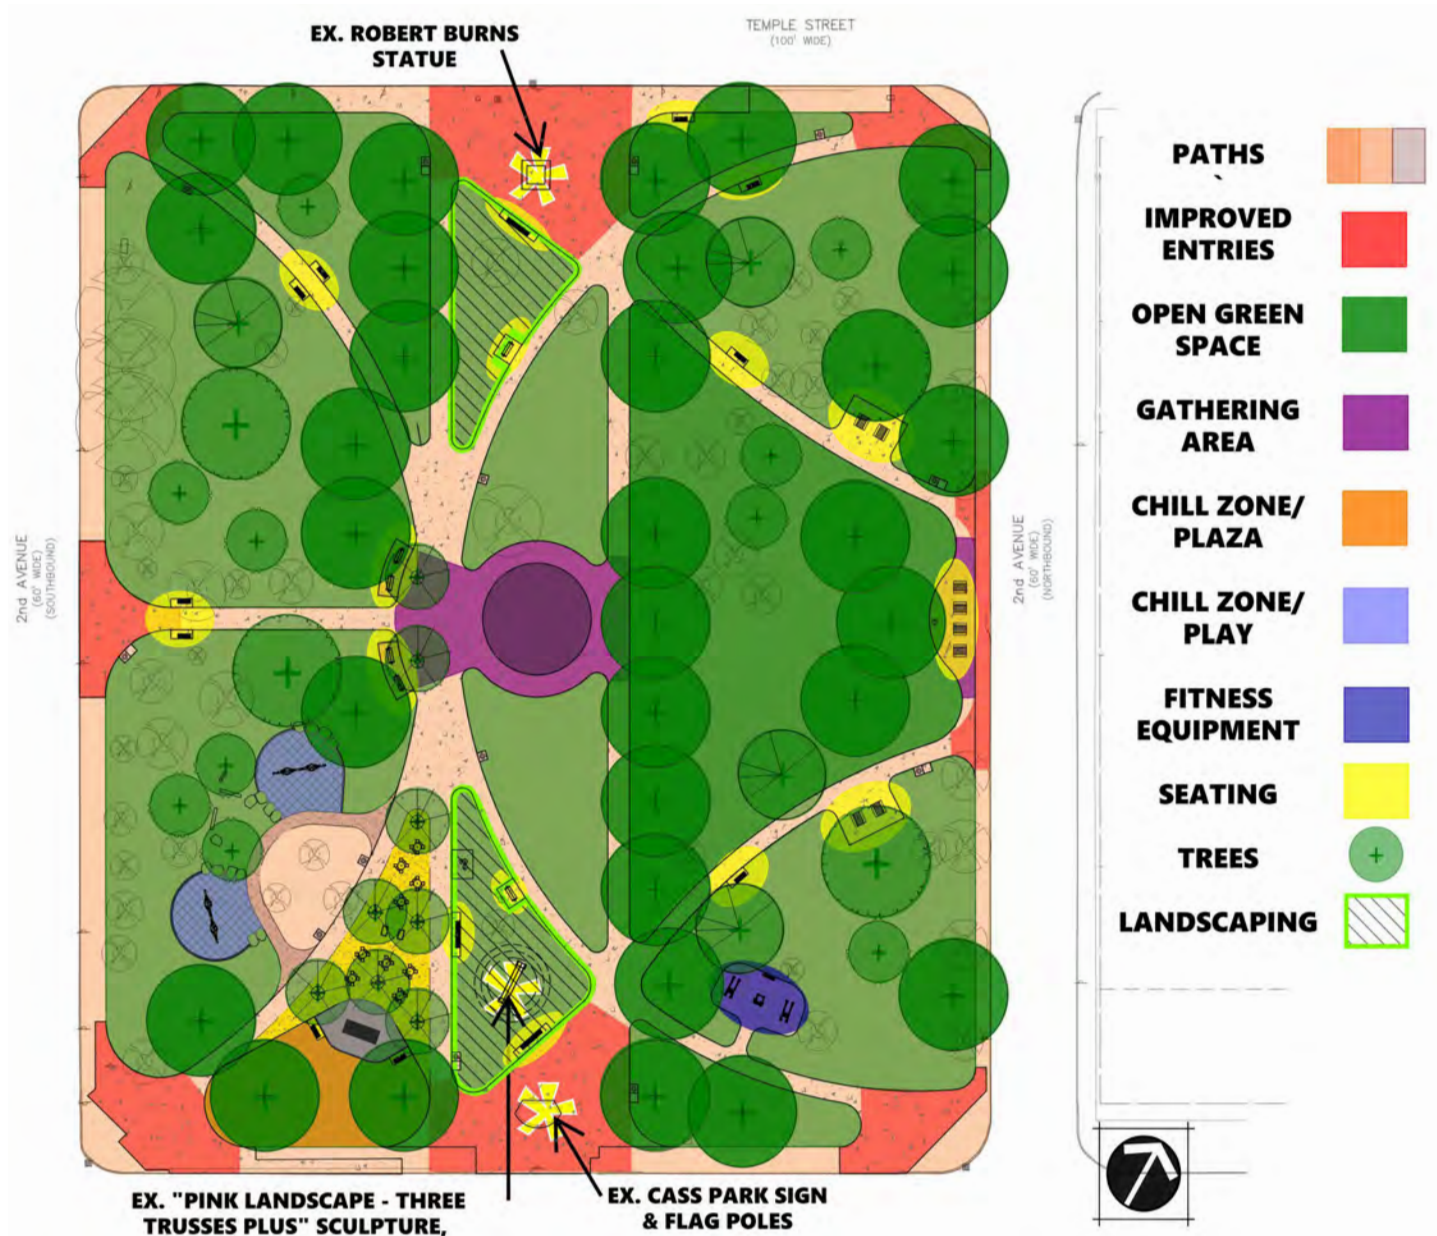 EX. ROBERT BURNS
STATUE
TEMPLE STREET
(100' WIDE)
2nd AVENUE
(60' WIDE)
(SOUTHBOUND)
2nd AVENUE
(60' WIDE)
(NORTHBOUND)
PATHS
IMPROVED
ENTRIES
OPEN GREEN
SPACE
GATHERING
AREA
CHILL ZONE/
PLAZA
CHILL ZONE/
PLAY
FITNESS
EQUIPMENT
SEATING
TREES
LANDSCAPING
EX. "PINK LANDSCAPE - THREE
TRUSSES PLUS" SCULPTURE,
EX. CASS PARK SIGN
& FLAG POLES